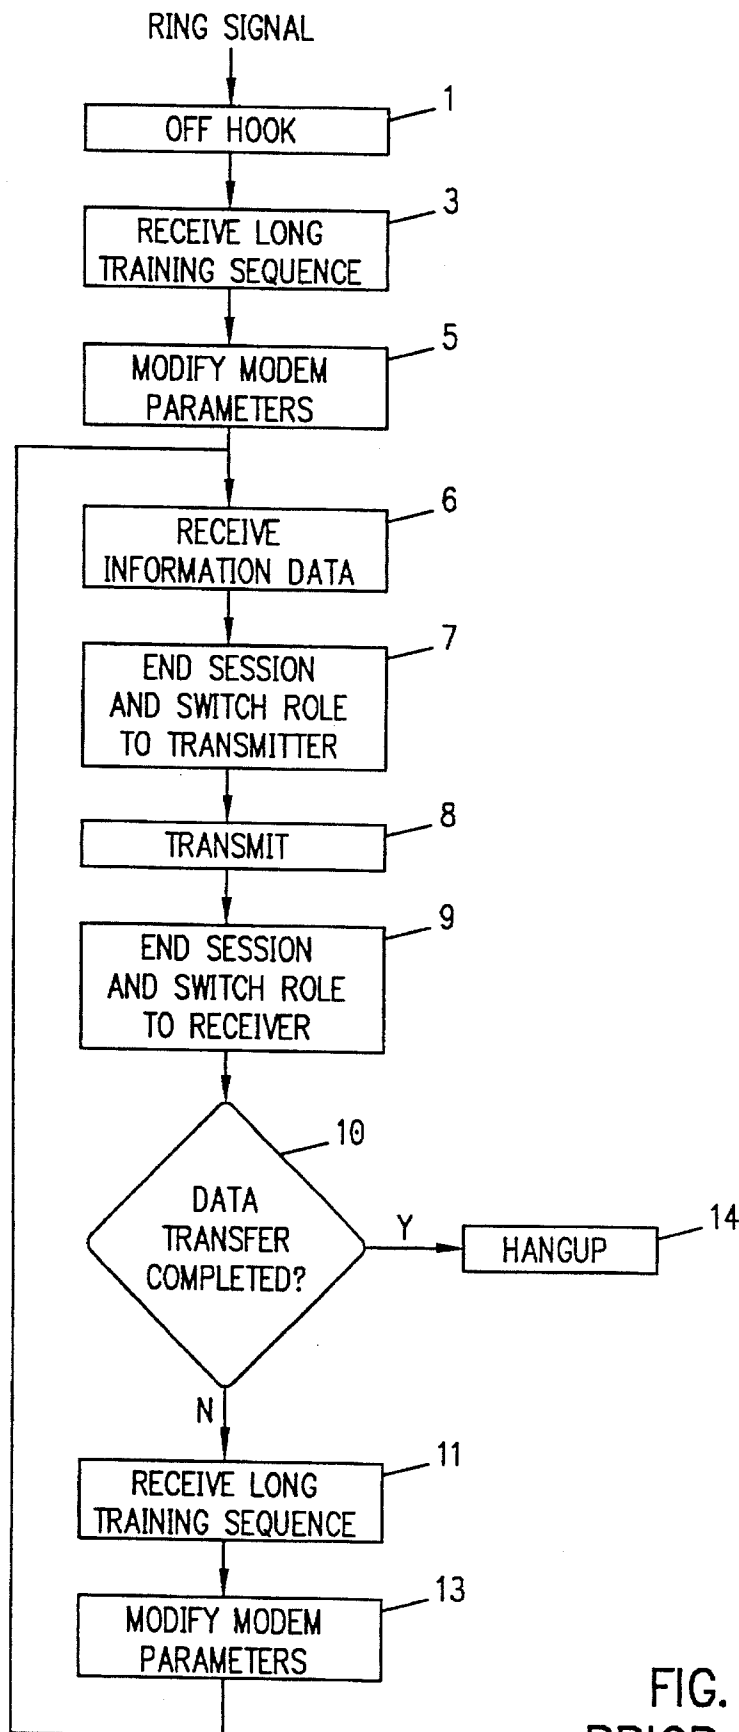 RING SIGNAL
1
OFF HOOK
3
RECEIVE LONG
TRAINING SEQUENCE
5
MODIFY MODEM
PARAMETERS
6
RECEIVE
INFORMATION DATA
7
END SESSION
AND SWITCH ROLE
TO TRANSMITTER
8
TRANSMIT
9
END SESSION
AND SWITCH ROLE
TO RECEIVER
10
DATA
TRANSFER
COMPLETED?
Y
14
HANGUP
N
11
RECEIVE LONG
TRAINING SEQUENCE
13
MODIFY MODEM
PARAMETERS
FIG.
PRIOR